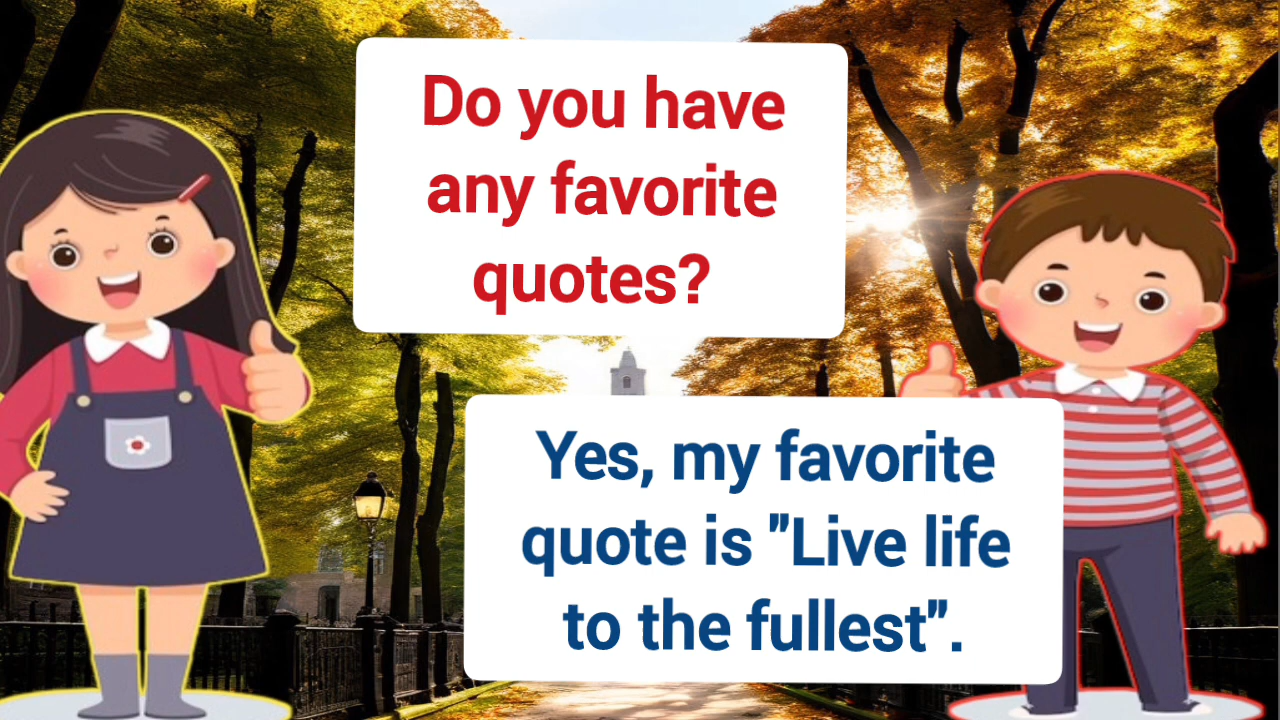 Do you have
any favorite
quotes?
Yes, my favorite
quote is "Live life
to the fullest".